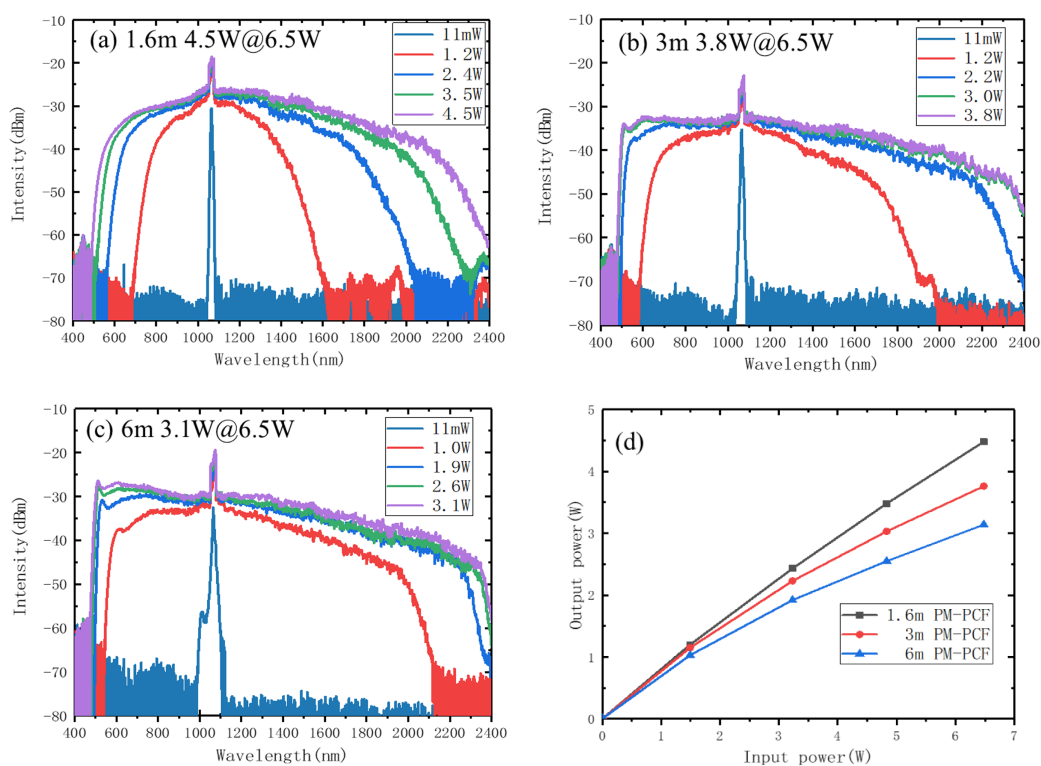 (a) 1.6m 4.5W@6.5W
11mW
1.2W
2.4W
3.5W
4.5W
Intensity(dBm)
-10
-20
-30
-40
-50
-60
-70
-80
400 600 800 1000 1200 1400 1600 1800 2000 2200 2400
Wavelength(nm)
(b) 3m 3.8W@6.5W
11mW
1.2W
2.2W
3.0W
3.8W
Intensity(dBm)
-10
-20
-30
-40
-50
-60
-70
-80
400 600 800 1000 1200 1400 1600 1800 2000 2200 2400
Wavelength(nm)
(c) 6m 3.1W@6.5W
11mW
1.0W
1.9W
2.6W
3.1W
Intensity(dBm)
-10
-20
-30
-40
-50
-60
-70
-80
400 600 800 1000 1200 1400 1600 1800 2000 2200 2400
Wavelength(nm)
(d)
1.6m PM-PCF
3m PM-PCF
6m PM-PCF
Output power(W)
5
4
3
2
1
0
0 1 2 3 4 5 6 7
Input power(W)